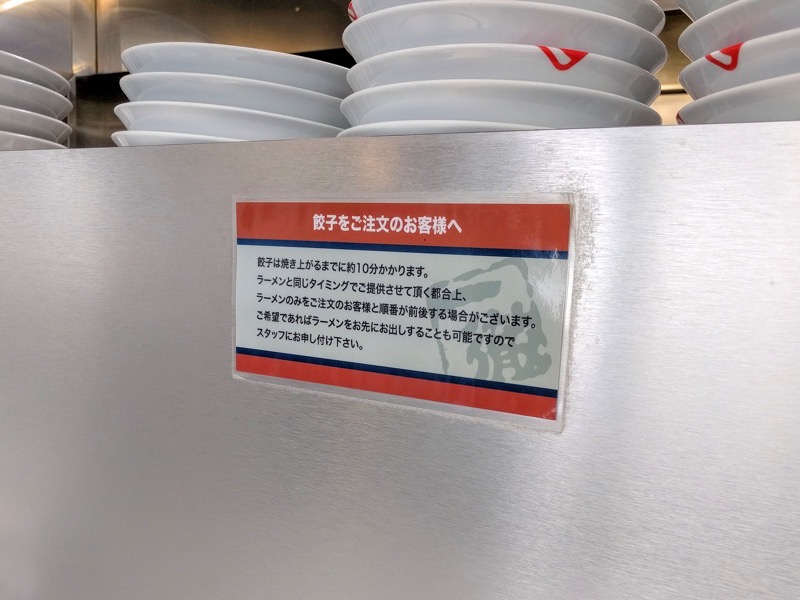 餃子をご注文のお客様へ
餃子は焼き上がるまでに約10分かかります。
ラーメンと同じタイミングでご提供させて頂く都合上、
ラーメンのみをご注文のお客様と順番が前後する場合がございます。
ご希望であればラーメンをお先にお出しすることも可能ですので
スタッフにお申し付け下さい。